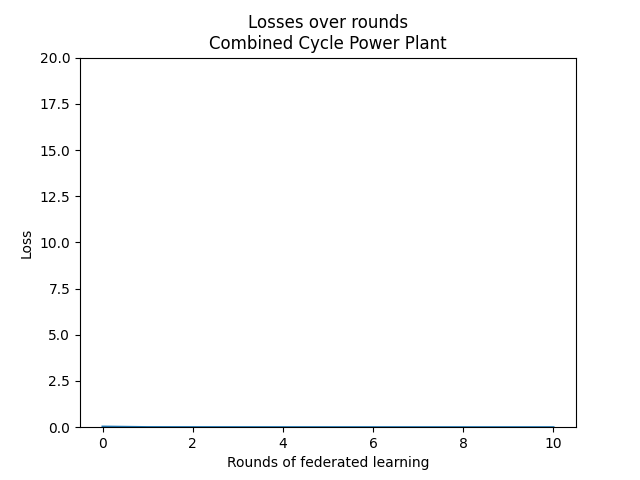 Losses over rounds
Combined Cycle Power Plant
20.0
17.5
15.0
12.5
10.0
7.5
5.0
2.5
0.0
Loss
0 2 4 6 8 10
Rounds of federated learning